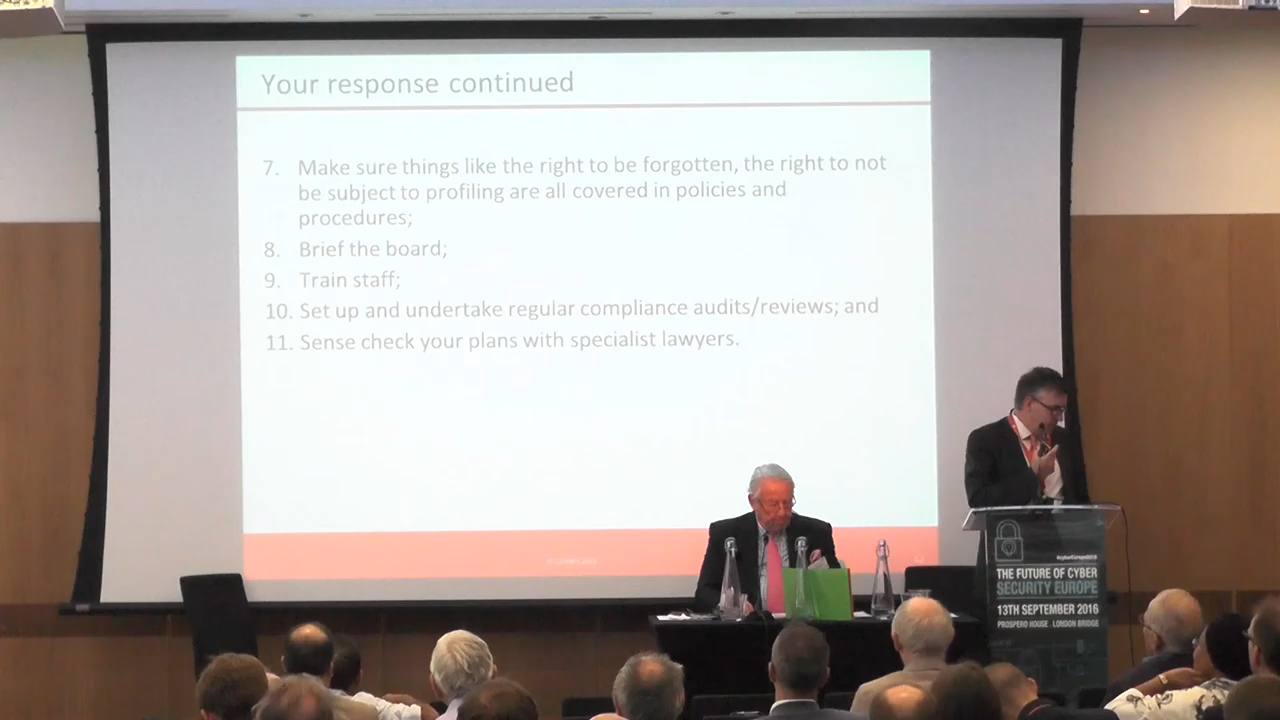 Your response continued
7. Make sure things like the right to be forgotten, the right to not
be subject to profiling are all covered in policies and
procedures;
8. Brief the board;
9. Train staff;
10. Set up and undertake regular compliance audits/reviews; and
11. Sense check your plans with specialist lawyers.
#cyberEurope2016
THE FUTURE OF CYBER
SECURITY EUROPE
13TH SEPTEMBER 2016
PROSPERO HOUSE . LONDON BRIDGE